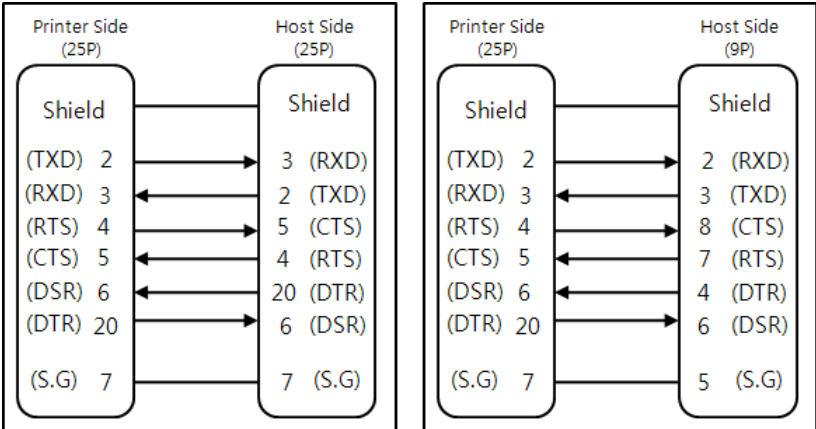 Printer Side
(25P)
Host Side
(25P)
Shield
Shield
(TXD) 2
3 (RXD)
(RXD) 3
2 (TXD)
(RTS) 4
5 (CTS)
(CTS) 5
4 (RTS)
(DSR) 6
20 (DTR)
(DTR) 20
6 (DSR)
(S.G) 7
7 (S.G)
Printer Side
(25P)
Host Side
(9P)
Shield
Shield
(TXD) 2
2 (RXD)
(RXD) 3
3 (TXD)
(RTS) 4
8 (CTS)
(CTS) 5
7 (RTS)
(DSR) 6
4 (DTR)
(DTR) 20
6 (DSR)
(S.G) 7
5 (S.G)